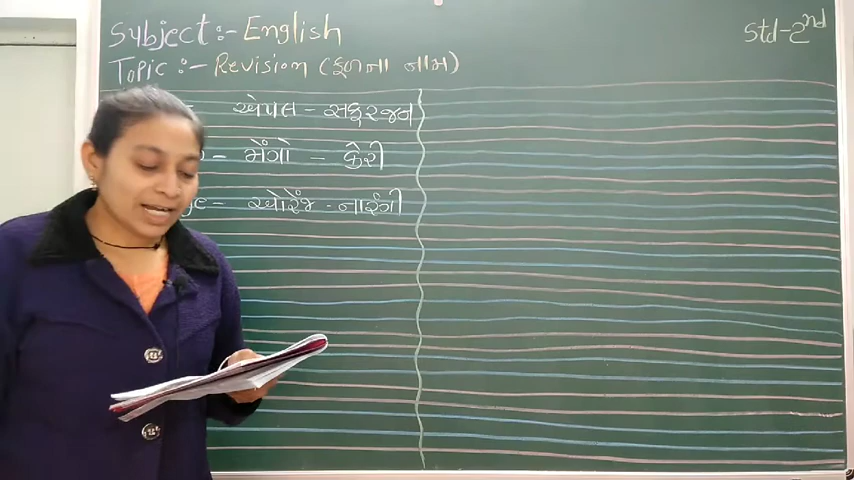 Subject:- English
Std-2nd
Topic:- Revision (ફળના નામ)
એપલ - સફરજન
- મેંગો - કેરી
ge - ઓરેંજ - નારંગી